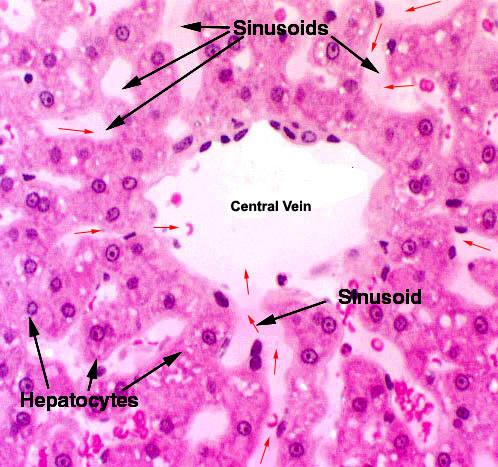 Sinusoids
Central Vein
Sinusoid
Hepatocytes